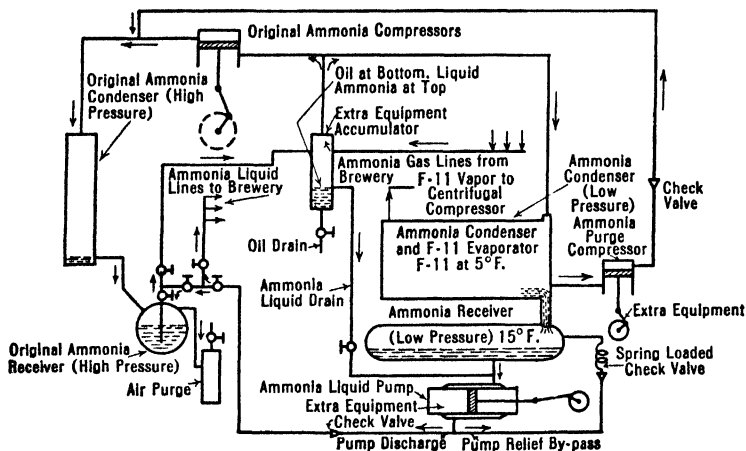 Original Ammonia Compressors
Original Ammonia
Condenser (High
Pressure)
Oil at Bottom, Liquid
Ammonia at Top
Extra Equipment
Accumulator
Ammonia Liquid
Lines to Brewery
Ammonia Gas Lines from
Brewery
F-11 Vapor to
Centrifugal
Compressor
Ammonia
Condenser
(Low
Pressure)
Check
Valve
Ammonia
Purge
Compressor
Oil Drain
Ammonia Condenser
and F-11 Evaporator
F-11 at 5°F.
Ammonia
Liquid Drain
Ammonia Receiver
(Low Pressure) 15°F.
Extra Equipment
Original Ammonia
Receiver (High Pressure)
Air Purge
Spring Loaded
Check Valve
Ammonia Liquid Pump
Extra Equipment
Check Valve
Pump Discharge
Pump Relief By-pass